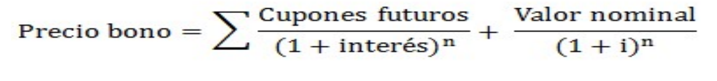 Precio bono = ∑ Cupones futuros / (1 + interés)ⁿ + Valor nominal / (1 + i)ⁿ